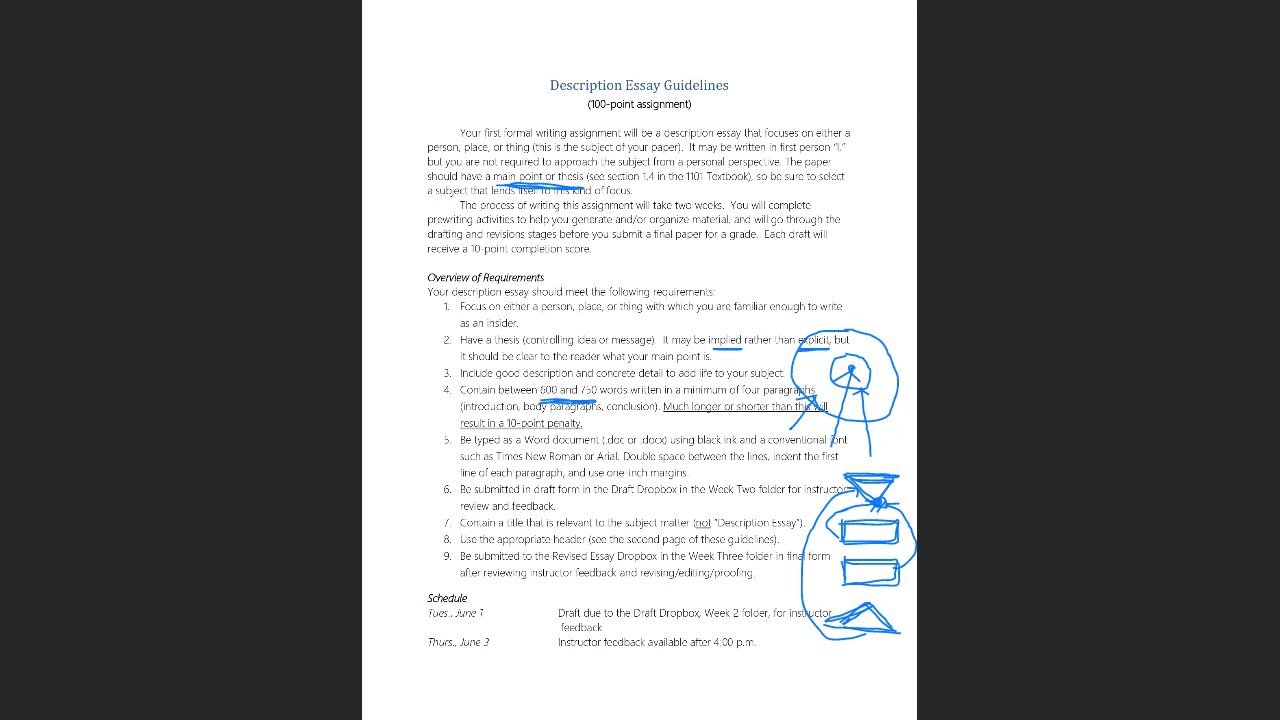 Description Essay Guidelines
(100-point assignment)
Your first formal writing assignment will be a description essay that focuses on either a
person, place, or thing (this is the subject of your paper). It may be written in first person "I,"
but you are not required to approach the subject from a personal perspective. The paper
should have a main point or thesis (see section 1.4 in the 1101 Textbook), so be sure to select
a subject that lends itself to this kind of focus.
The process of writing this assignment will take two weeks. You will complete
prewriting activities to help you generate and/or organize material, and will go through the
drafting and revisions stages before you submit a final paper for a grade. Each draft will
receive a 10-point completion score.
Overview of Requirements
Your description essay should meet the following requirements:
1. Focus on either a person, place, or thing with which you are familiar enough to write
as an insider.
2. Have a thesis (controlling idea or message). It may be implied rather than explicit, but
it should be clear to the reader what your main point is.
3. Include good description and concrete detail to add life to your subject.
4. Contain between 600 and 750 words written in a minimum of four paragraphs
(introduction, body paragraphs, conclusion). Much longer or shorter than this will
result in a 10-point penalty.
5. Be typed as a Word document (.doc or .docx) using black ink and a conventional font
such as Times New Roman or Arial. Double space between the lines, indent the first
line of each paragraph, and use one-inch margins.
6. Be submitted in draft form in the Draft Dropbox in the Week Two folder for instructor
review and feedback.
7. Contain a title that is relevant to the subject matter (not "Description Essay").
8. Use the appropriate header (see the second page of these guidelines).
9. Be submitted to the Revised Essay Dropbox in the Week Three folder in final form
after reviewing instructor feedback and revising/editing/proofing.
Schedule
Tues., June 1 Draft due to the Draft Dropbox, Week 2 folder, for instructor
feedback
Thurs., June 3 Instructor feedback available after 4:00 p.m.